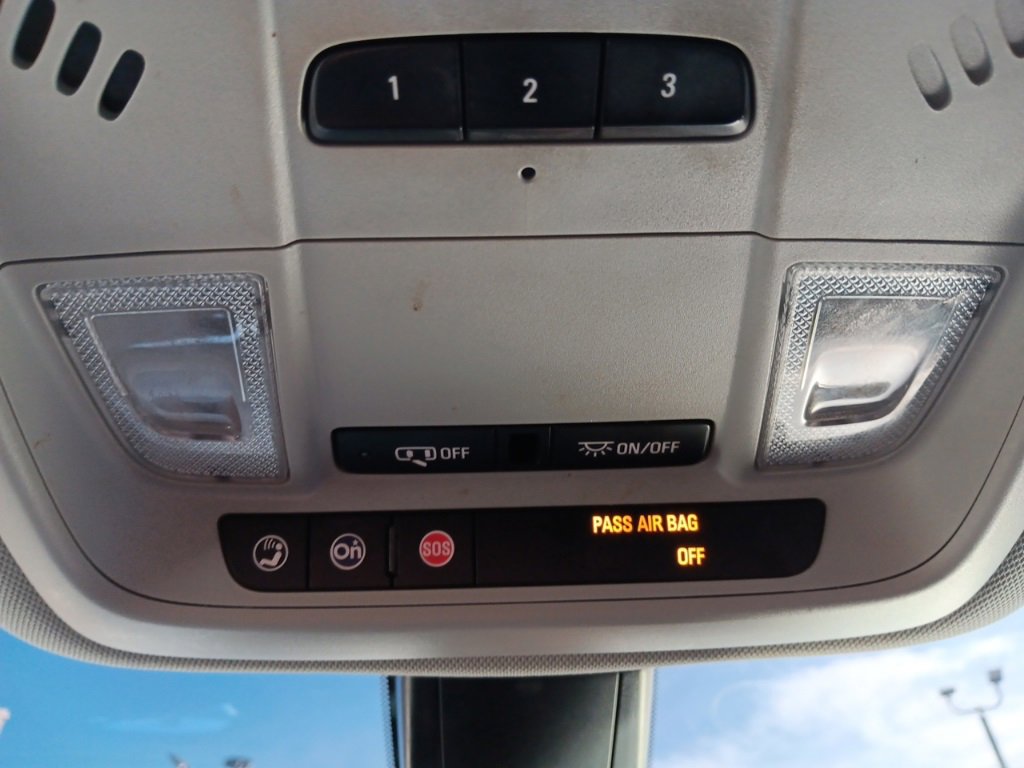 1 2 3
OFF ON/OFF
On SOS PASS AIR BAG
OFF